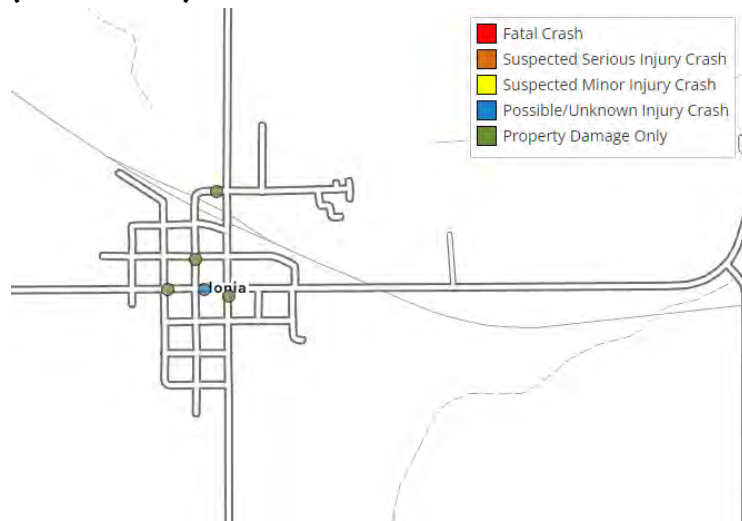 Fatal Crash
Suspected Serious Injury Crash
Suspected Minor Injury Crash
Possible/Unknown Injury Crash
Property Damage Only
Ionia